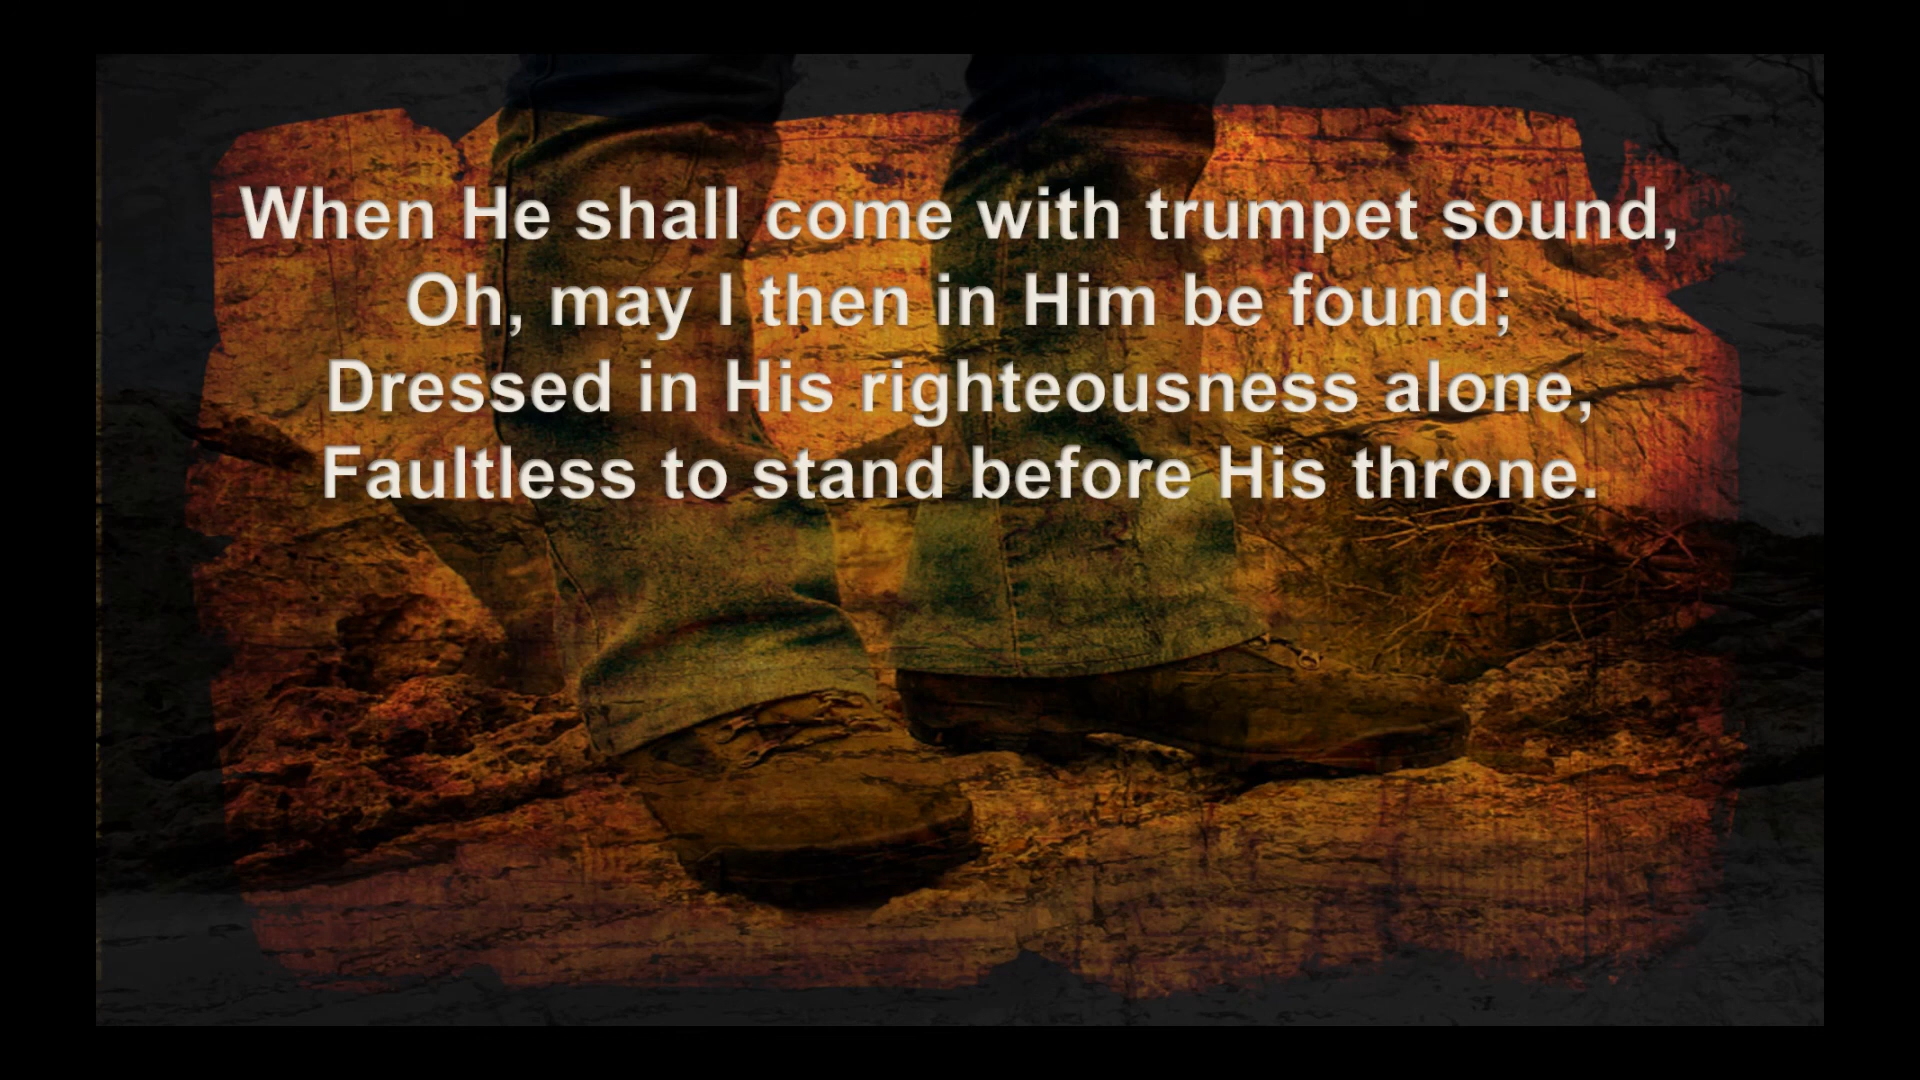 When He shall come with trumpet sound,
Oh, may I then in Him be found;
Dressed in His righteousness alone,
Faultless to stand before His throne.